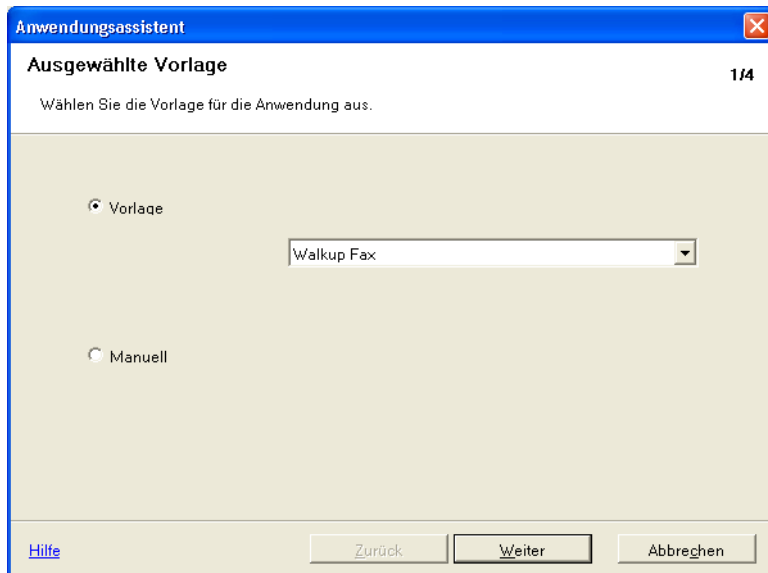 Anwendungsassistent
Ausgewählte Vorlage
1/4
Wählen Sie die Vorlage für die Anwendung aus.
Vorlage
Walkup Fax
Manuell
Hilfe
Zurück
Weiter
Abbrechen